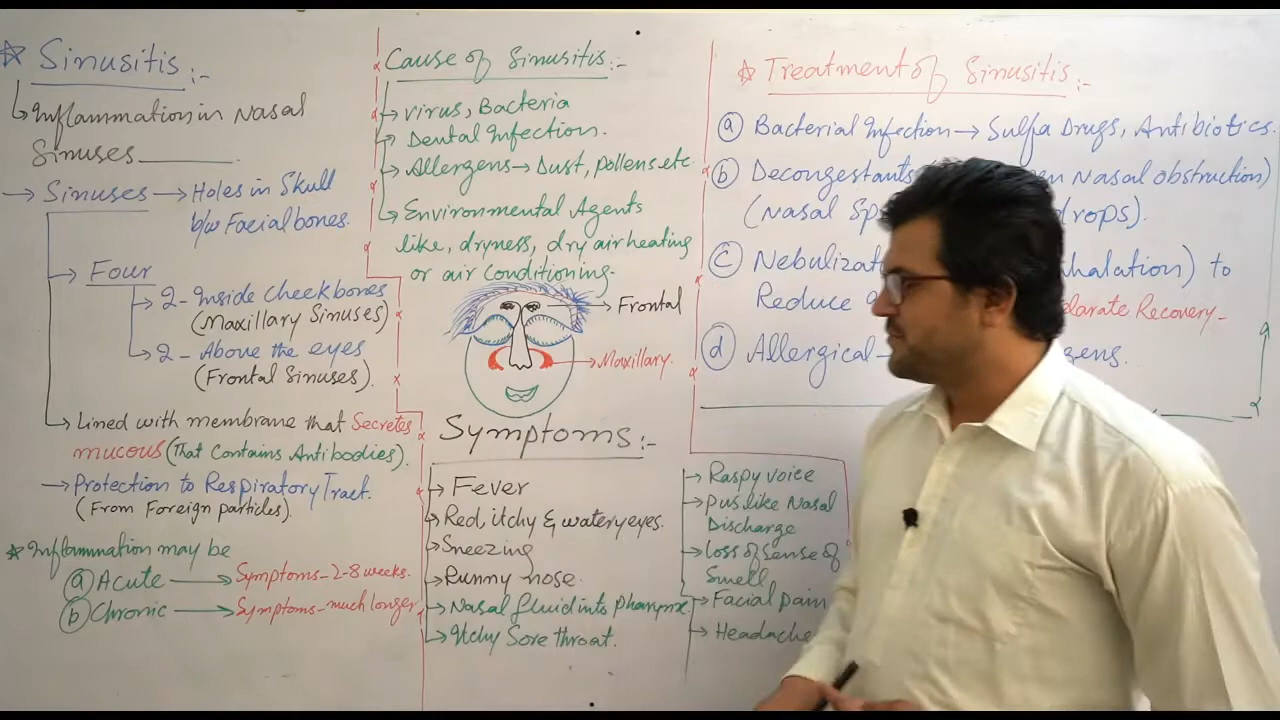 ☆ Sinusitis :-
Inflammation in Nasal
Sinuses
→ Sinuses → Holes in Skull
b/w Facial bones.
→ Four
→ 2 - Inside Cheekbones
(Maxillary Sinuses)
→ 2 - Above the eyes
(Frontal Sinuses).
→ Lined with membrane that Secretes
mucous (That Contains Antibodies).
→ Protection to Respiratory Tract.
(From Foreign particles).
☆ Inflammation may be
(a) Acute → Symptoms - 2-8 weeks.
(b) Chronic → Symptoms - much longer
Cause of Sinusitis :-
→ Virus, Bacteria
→ Dental Infection.
→ Allergens → Dust, pollens etc.
→ Environmental Agents
like, dryness, dry air heating
or air conditioning.
→ Frontal
→ Maxillary.
Symptoms :-
→ Fever
→ Red, itchy & watery eyes.
→ Sneezing
→ Runny nose.
→ Nasal fluid into Pharynx
→ Itchy Sore throat.
→ Raspy voice
→ Pus like Nasal
Discharge
→ Loss of Sense of
Smell
→ Facial Pain
→ Headache
☆ Treatment of Sinusitis :-
(a) Bacterial Infection → Sulfa Drugs, Antibiotics.
(b) Decongestants Nasal obstruction)
(Nasal drops).
(c) to
Reduce Recovery
(d) Allergical